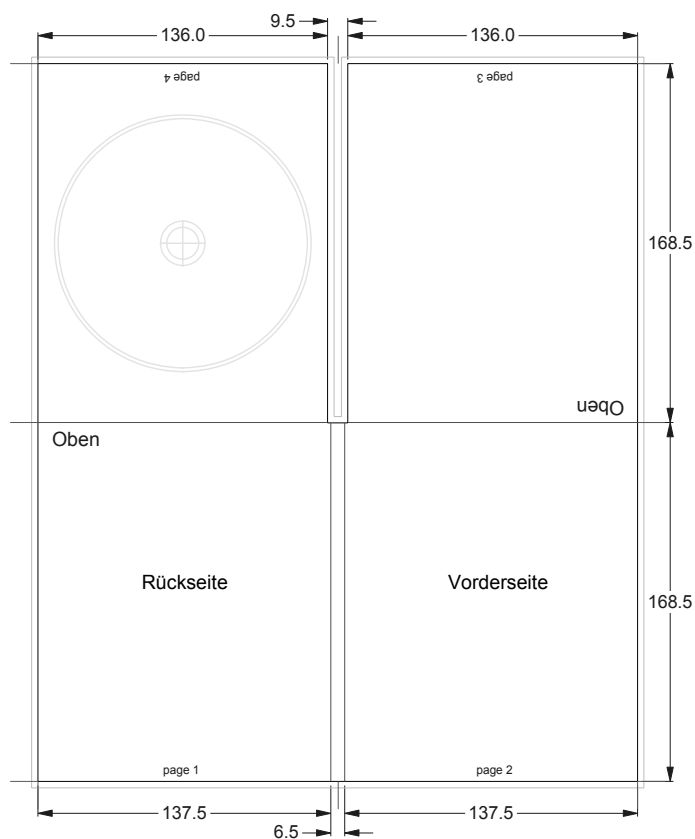 9.5
136.0
136.0
page 4
page 3
168.5
Oben
Oben
Rückseite
Vorderseite
168.5
page 1
page 2
137.5
137.5
6.5